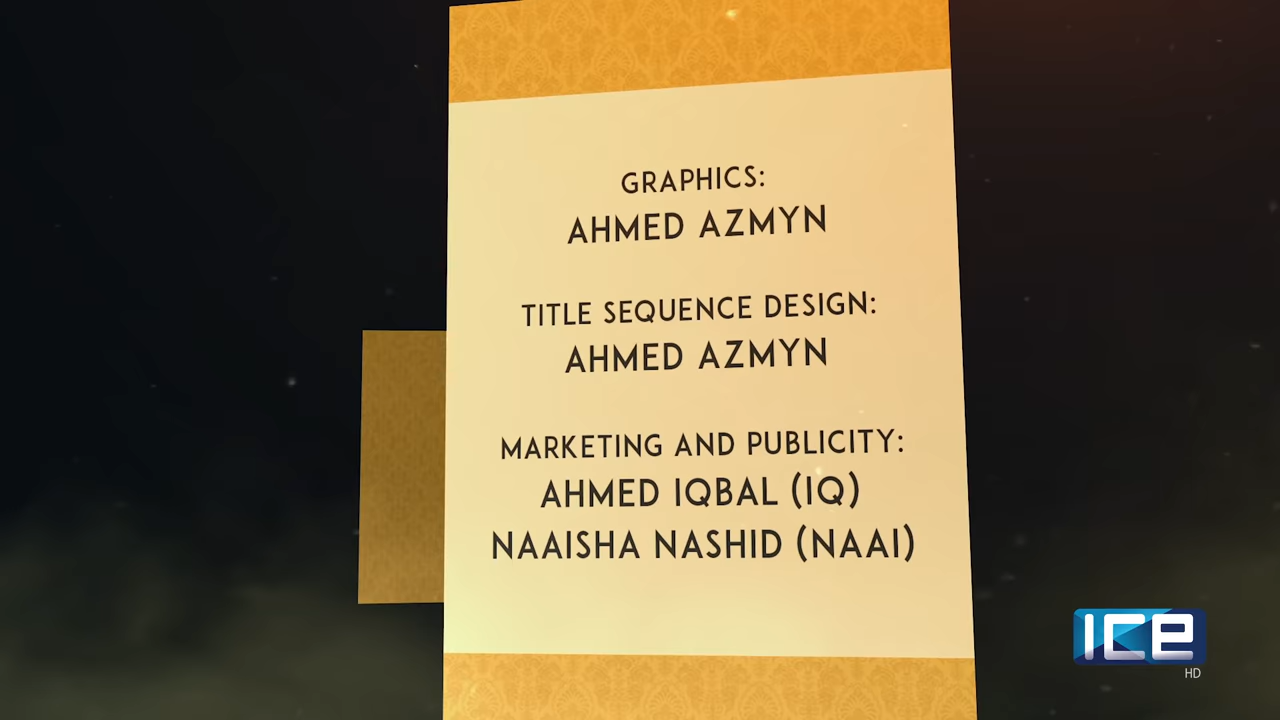 GRAPHICS:
AHMED AZMYN
TITLE SEQUENCE DESIGN:
AHMED AZMYN
MARKETING AND PUBLICITY:
AHMED IQBAL (IQ)
NAAISHA NASHID (NAAI)
ICE
HD